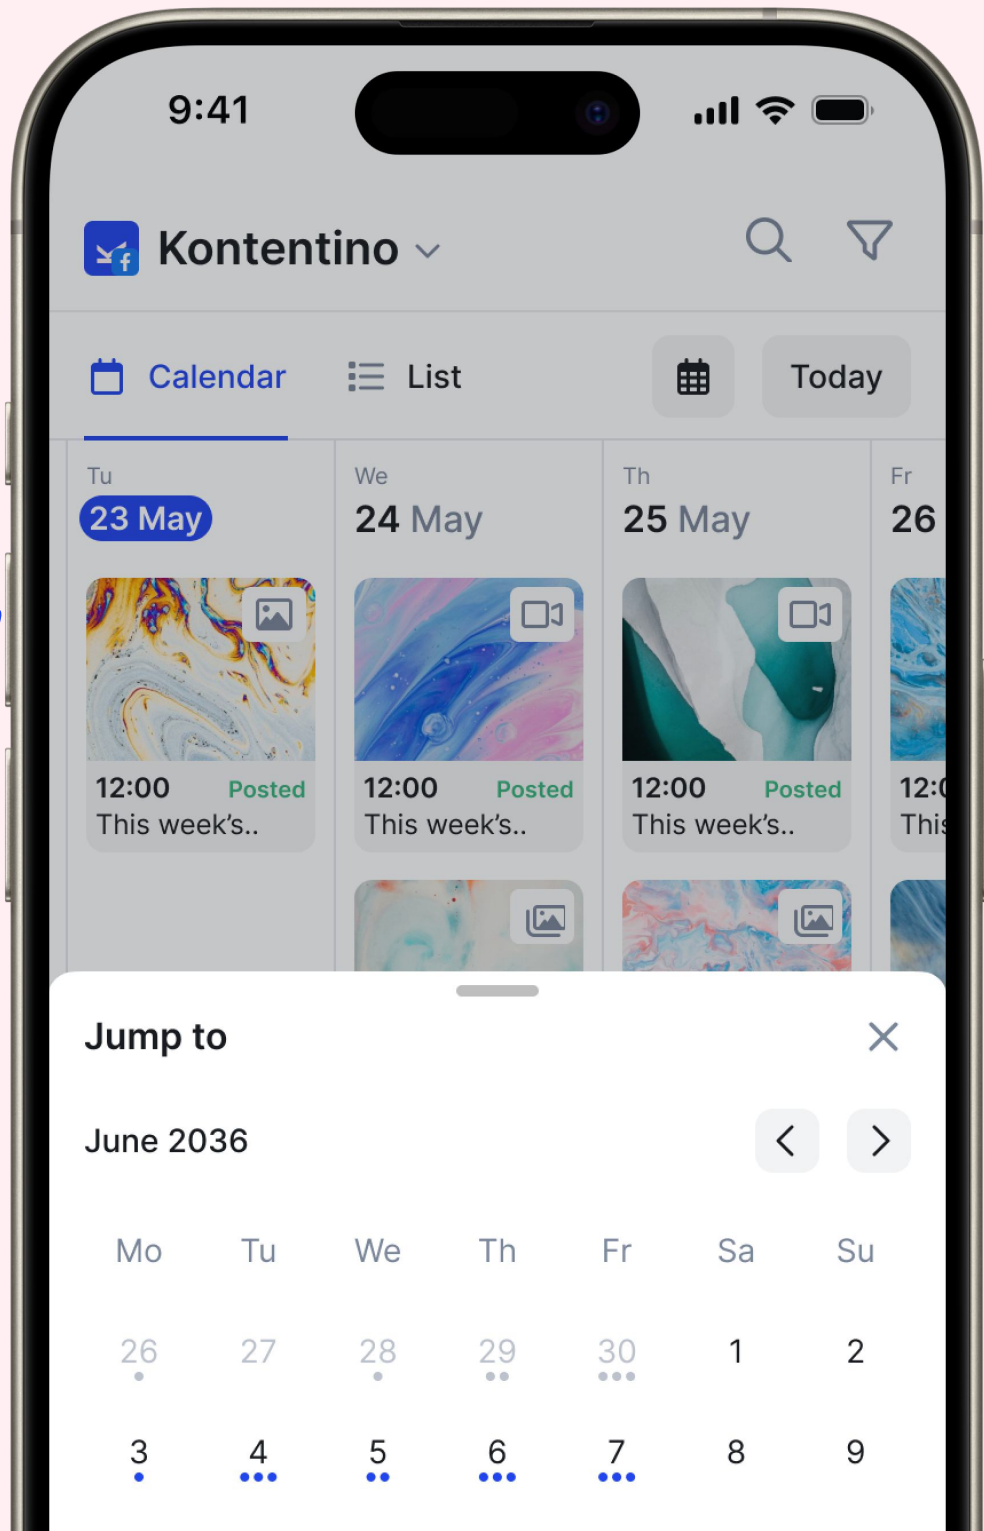 9:41
Kontentino
Calendar List Today
Tu We Th Fr
23 May 24 May 25 May 26
12:00 Posted 12:00 Posted 12:00 Posted 12:0
This week’s.. This week’s.. This week’s.. This
Jump to
June 2036
Mo Tu We Th Fr Sa Su
26 27 28 29 30 1 2
3 4 5 6 7 8 9